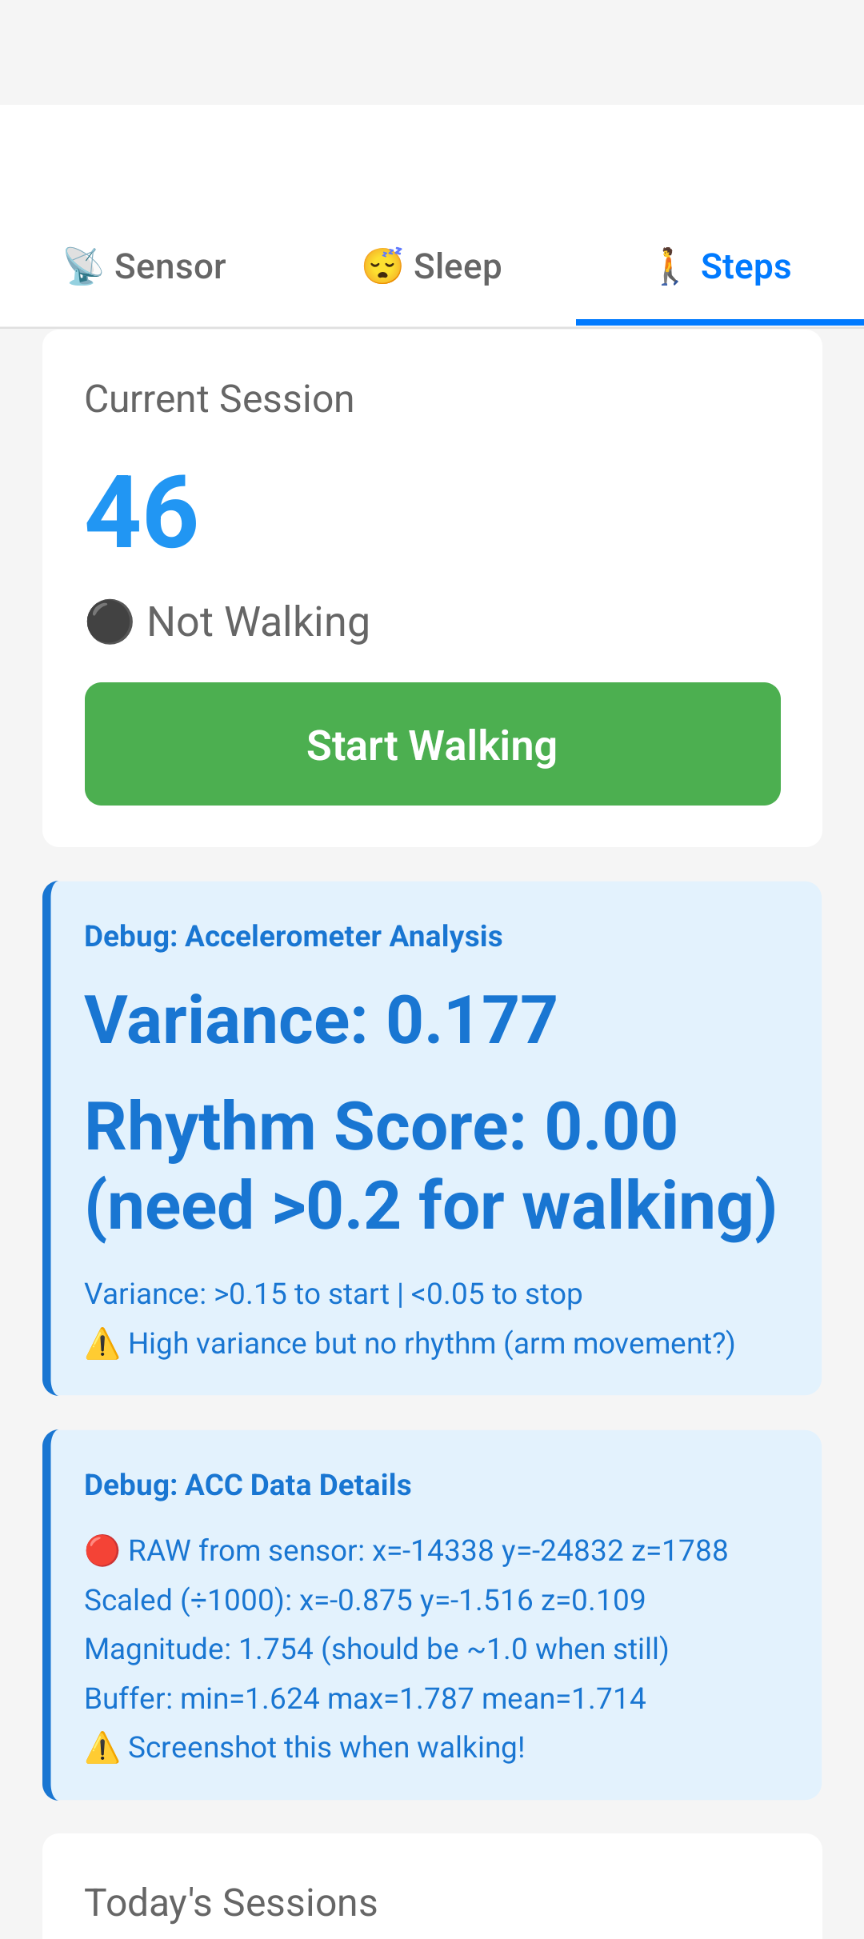 📡 Sensor
😴 Sleep
🚶 Steps
Current Session
46
⚫ Not Walking
Start Walking
Debug: Accelerometer Analysis
Variance: 0.177
Rhythm Score: 0.00
(need >0.2 for walking)
Variance: >0.15 to start | <0.05 to stop
⚠️ High variance but no rhythm (arm movement?)
Debug: ACC Data Details
🔴 RAW from sensor: x=-14338 y=-24832 z=1788
Scaled (÷1000): x=-0.875 y=-1.516 z=0.109
Magnitude: 1.754 (should be ~1.0 when still)
Buffer: min=1.624 max=1.787 mean=1.714
⚠️ Screenshot this when walking!
Today's Sessions